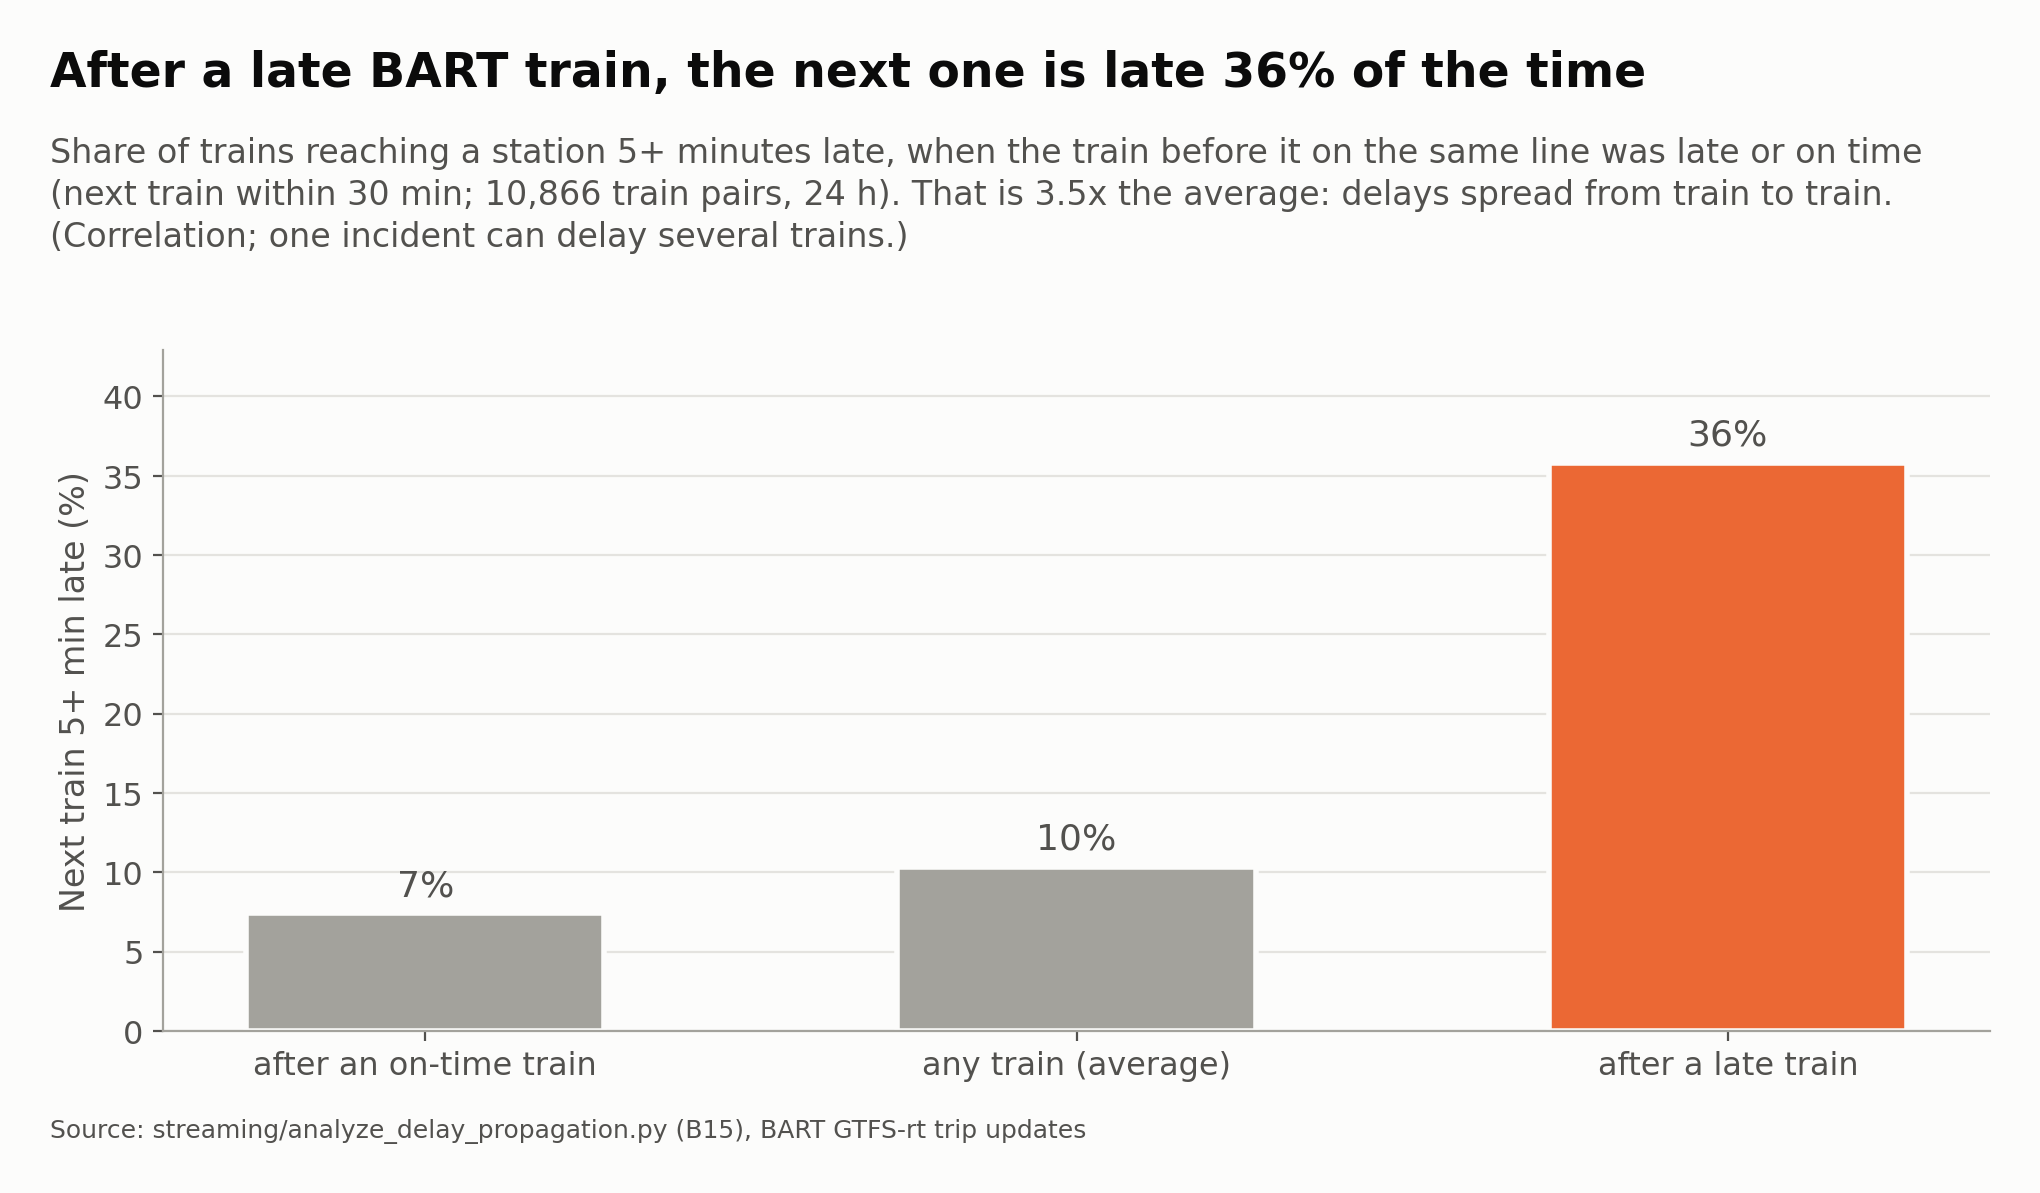 After a late BART train, the next one is late 36% of the time
Share of trains reaching a station 5+ minutes late, when the train before it on the same line was late or on time
(next train within 30 min; 10,866 train pairs, 24 h). That is 3.5x the average: delays spread from train to train.
(Correlation; one incident can delay several trains.)
Next train 5+ min late (%)
40
35
30
25
20
15
10
5
0
7%
10%
36%
after an on-time train
any train (average)
after a late train
Source: streaming/analyze_delay_propagation.py (B15), BART GTFS-rt trip updates